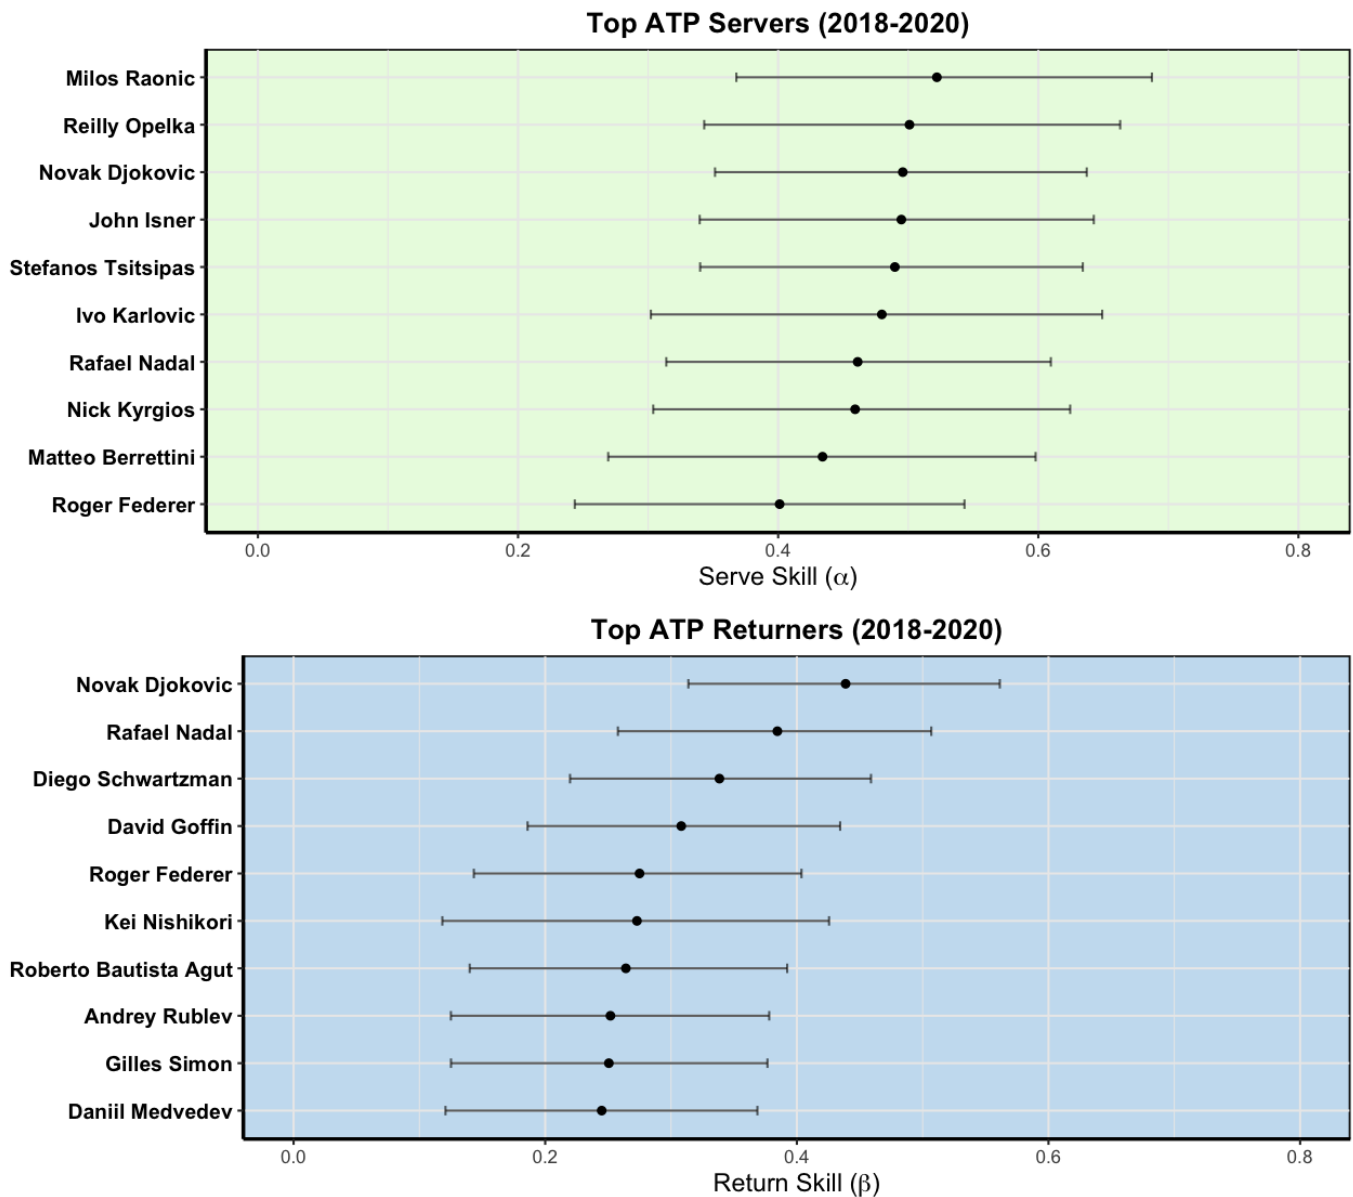 Top ATP Servers (2018-2020)
Milos Raonic
Reilly Opelka
Novak Djokovic
John Isner
Stefanos Tsitsipas
Ivo Karlovic
Rafael Nadal
Nick Kyrgios
Matteo Berrettini
Roger Federer
0.0 0.2 0.4 0.6 0.8
Serve Skill (α)
Top ATP Returners (2018-2020)
Novak Djokovic
Rafael Nadal
Diego Schwartzman
David Goffin
Roger Federer
Kei Nishikori
Roberto Bautista Agut
Andrey Rublev
Gilles Simon
Daniil Medvedev
0.0 0.2 0.4 0.6 0.8
Return Skill (β)